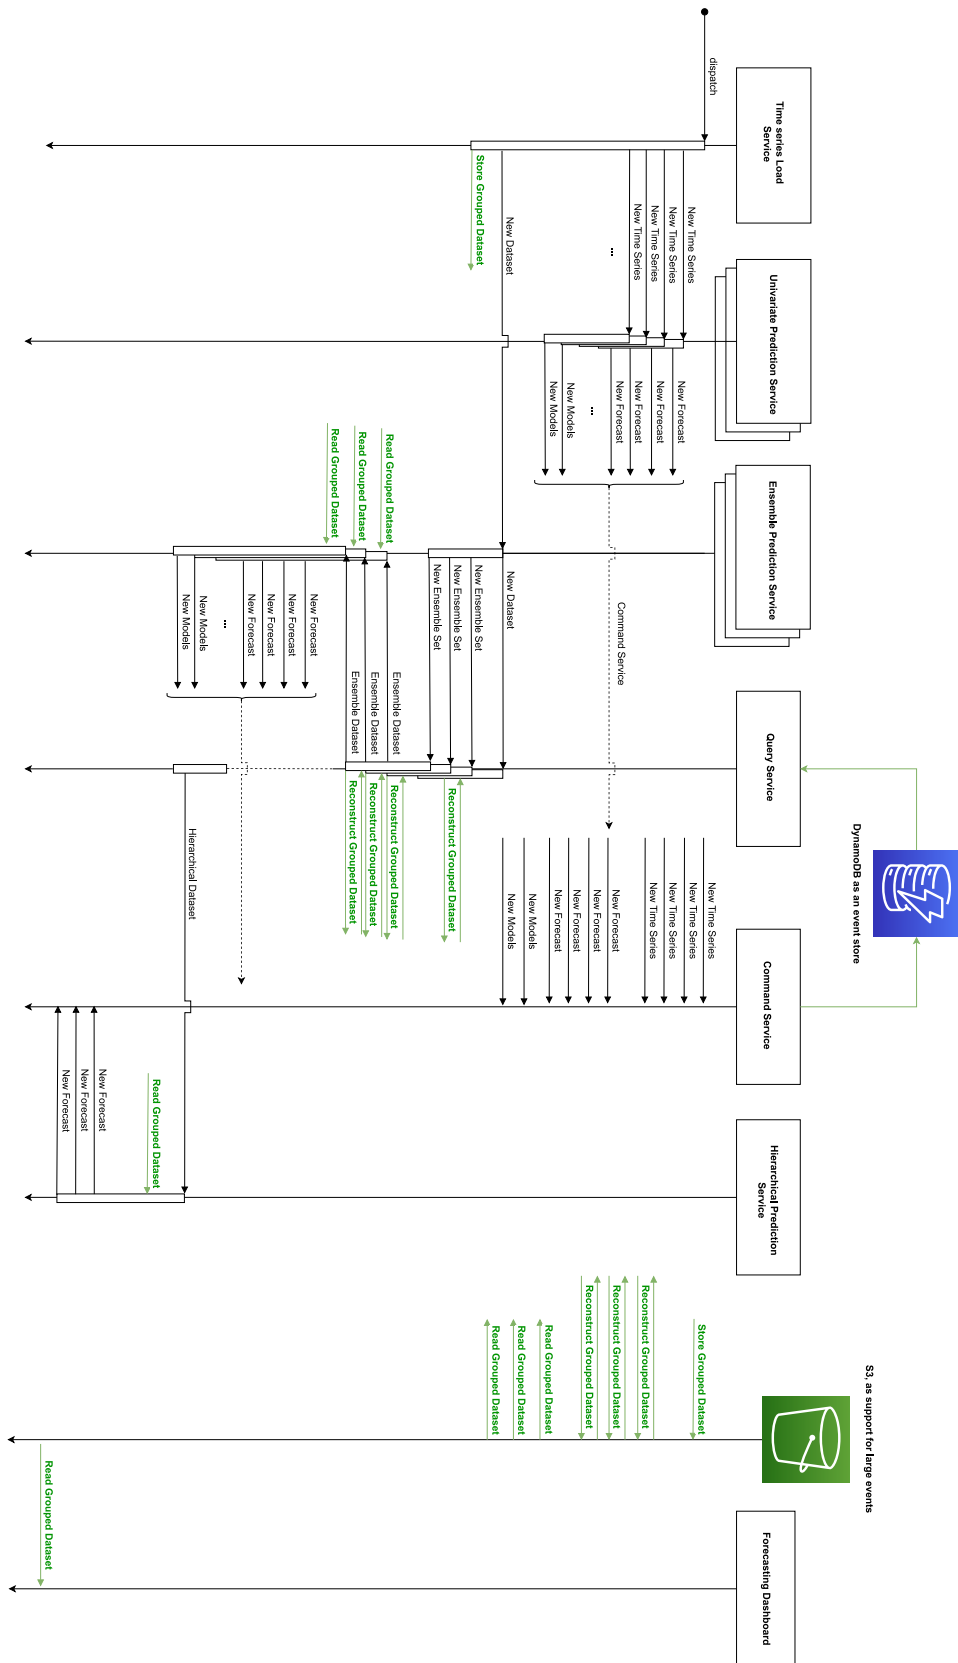 DynamoDB as an event store
S3, as support for large events
Time series Load
Service
Univariate Prediction Service
Ensemble Prediction Service
Query Service
Command Service
Hierarchical Prediction
Service
Forecasting Dashboard
dispatch
New Time Series
New Time Series
New Time Series
New Time Series
...
New Dataset
Store Grouped Dataset
New Forecast
New Forecast
New Forecast
New Forecast
...
New Models
New Models
Read Grouped Dataset
Read Grouped Dataset
Read Grouped Dataset
Command Service
New Dataset
New Ensemble Set
New Ensemble Set
New Ensemble Set
Ensemble Dataset
Ensemble Dataset
Ensemble Dataset
New Forecast
New Forecast
New Forecast
New Forecast
...
New Models
New Models
New Time Series
New Time Series
New Time Series
New Time Series
New Forecast
New Forecast
New Forecast
New Forecast
New Models
New Models
Reconstruct Grouped Dataset
Reconstruct Grouped Dataset
Reconstruct Grouped Dataset
Reconstruct Grouped Dataset
Hierarchical Dataset
Read Grouped Dataset
New Forecast
New Forecast
New Forecast
Store Grouped Dataset
Reconstruct Grouped Dataset
Reconstruct Grouped Dataset
Reconstruct Grouped Dataset
Read Grouped Dataset
Read Grouped Dataset
Read Grouped Dataset
Read Grouped Dataset